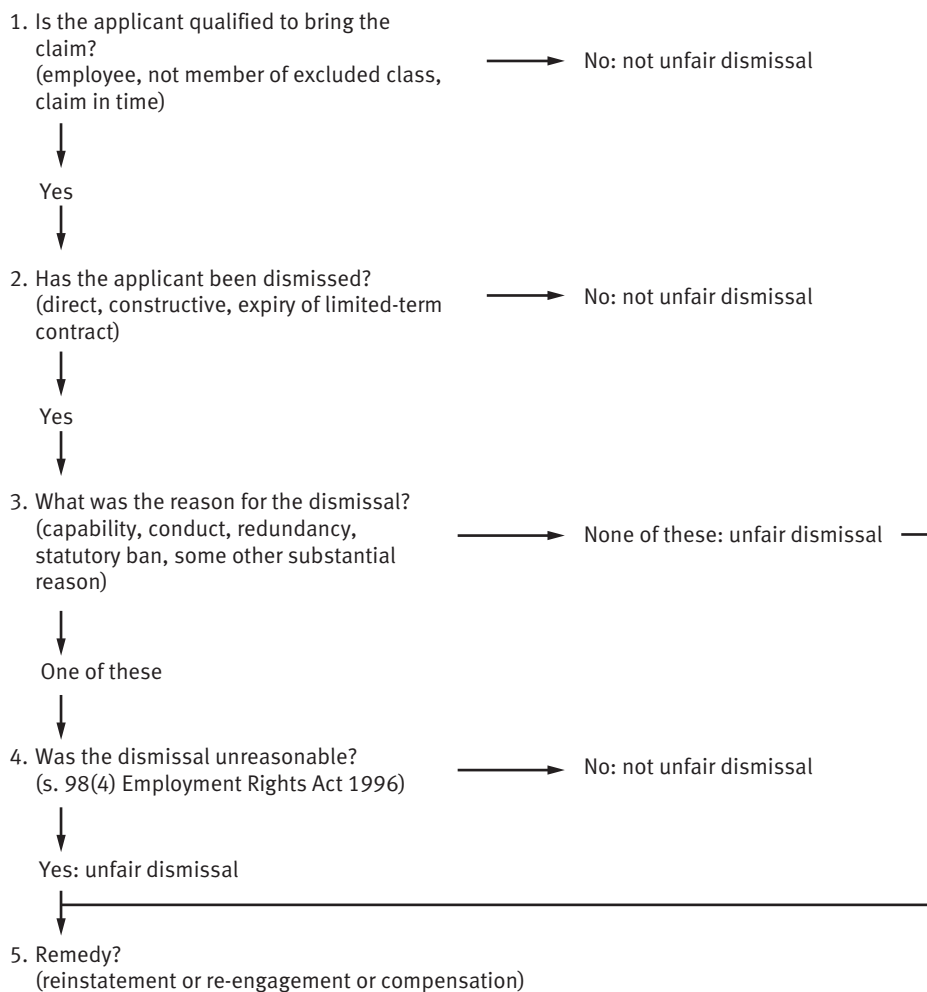 1. Is the applicant qualified to bring the
claim?
(employee, not member of excluded class,
claim in time)
No: not unfair dismissal
Yes
2. Has the applicant been dismissed?
(direct, constructive, expiry of limited-term
contract)
No: not unfair dismissal
Yes
3. What was the reason for the dismissal?
(capability, conduct, redundancy,
statutory ban, some other substantial
reason)
None of these: unfair dismissal
One of these
4. Was the dismissal unreasonable?
(s. 98(4) Employment Rights Act 1996)
No: not unfair dismissal
Yes: unfair dismissal
5. Remedy?
(reinstatement or re-engagement or compensation)